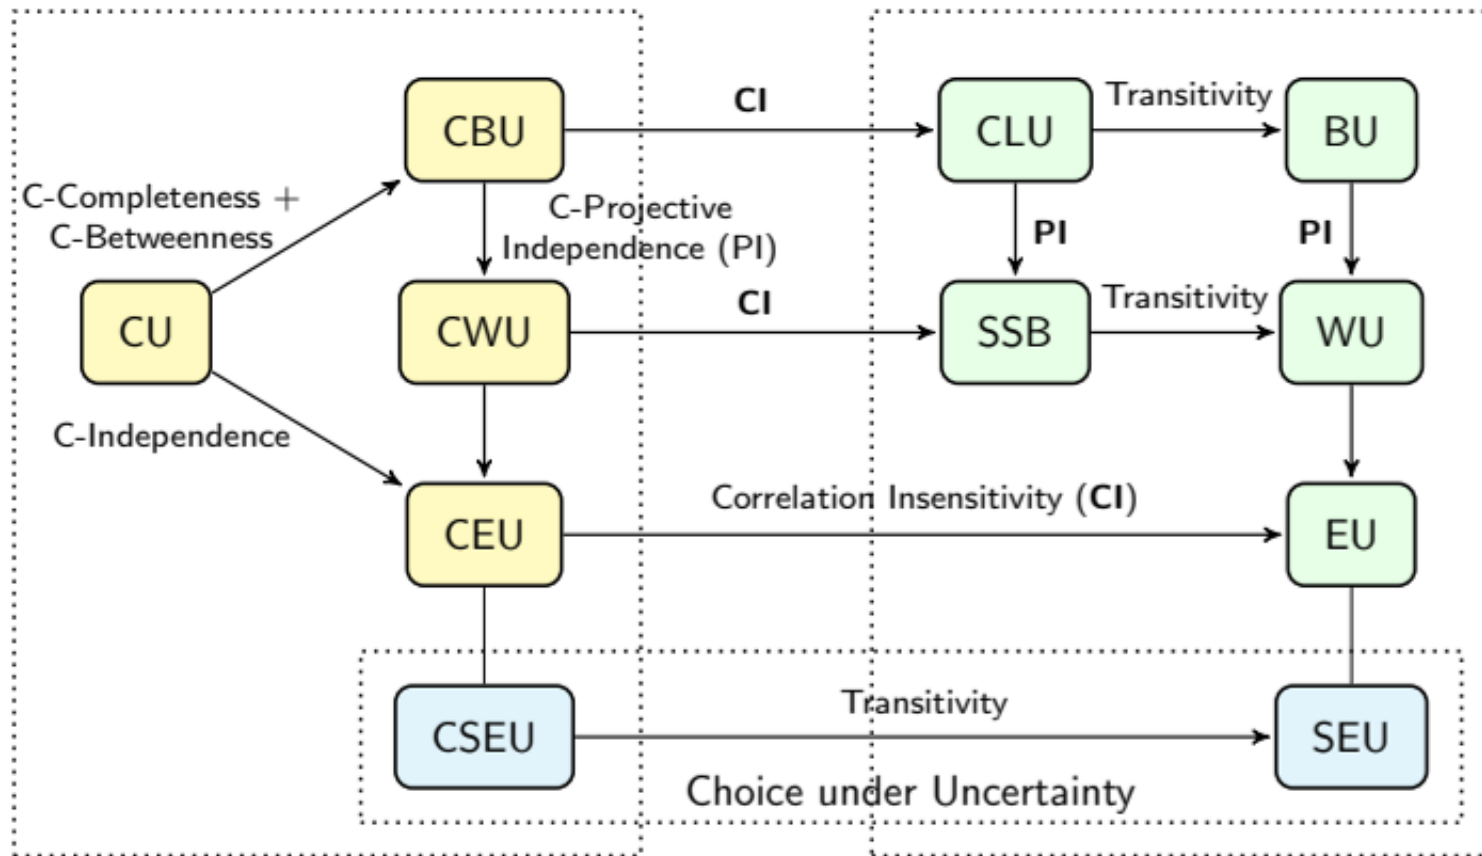 CBU
CI
CLU
Transitivity
BU
C-Completeness +
C-Betweenness
C-Projective
Independence (PI)
PI
PI
CU
CWU
CI
SSB
Transitivity
WU
C-Independence
CEU
Correlation Insensitivity (CI)
EU
CSEU
Transitivity
SEU
Choice under Uncertainty